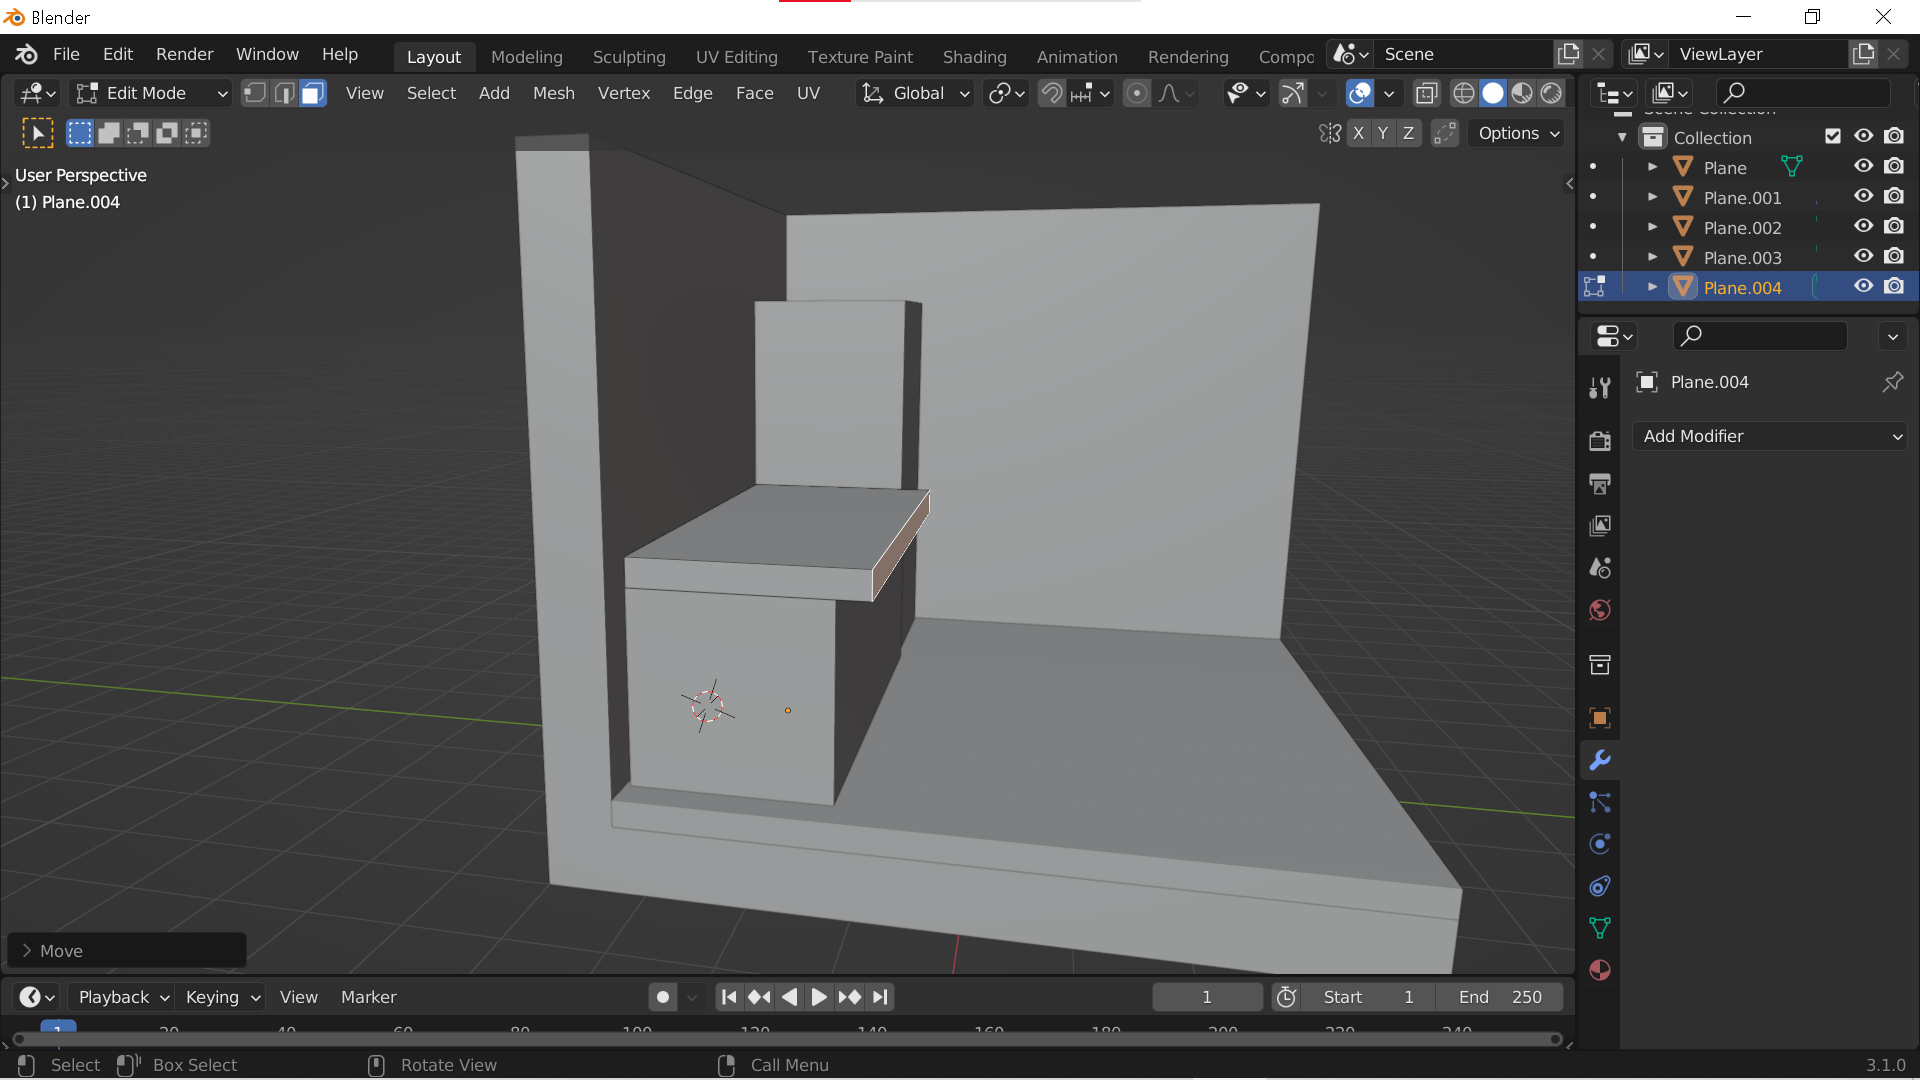 Blender
File Edit Render Window Help Layout Modeling Sculpting UV Editing Texture Paint Shading Animation Rendering Compo Scene ViewLayer
Edit Mode View Select Add Mesh Vertex Edge Face UV Global
X Y Z Options
User Perspective
(1) Plane.004
Scene Collection
Collection
Plane
Plane.001
Plane.002
Plane.003
Plane.004
Plane.004
Add Modifier
Move
Playback Keying View Marker 1 Start 1 End 250
1 20 40 60 80 100 120 140 160 180 200 220 240
Select Box Select Rotate View Call Menu 3.1.0